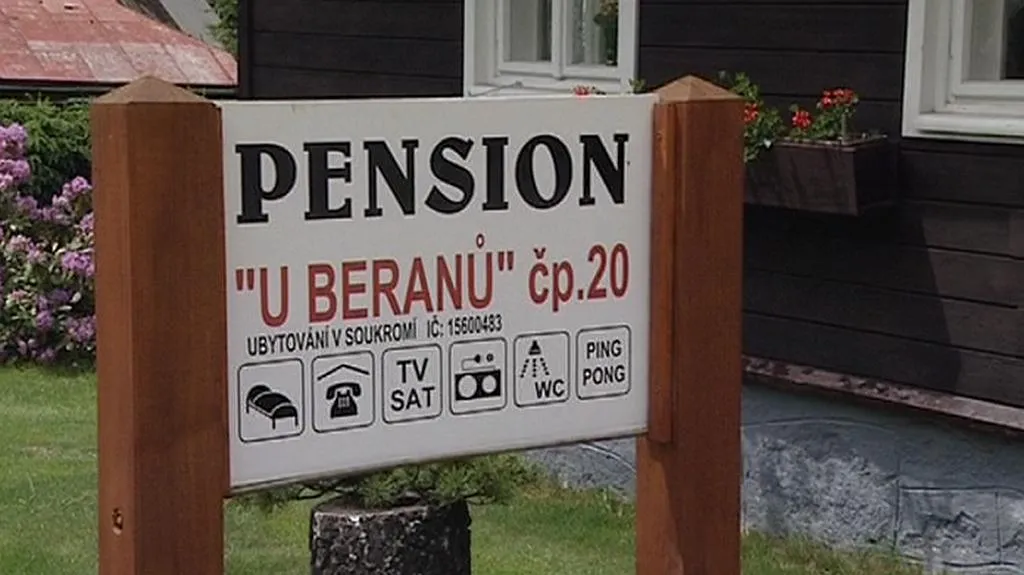 PENSION
"U BERANŮ" čp.20
UBYTOVÁNÍ V SOUKROMÍ IČ: 15600483
TV
SAT
WC
PING
PONG